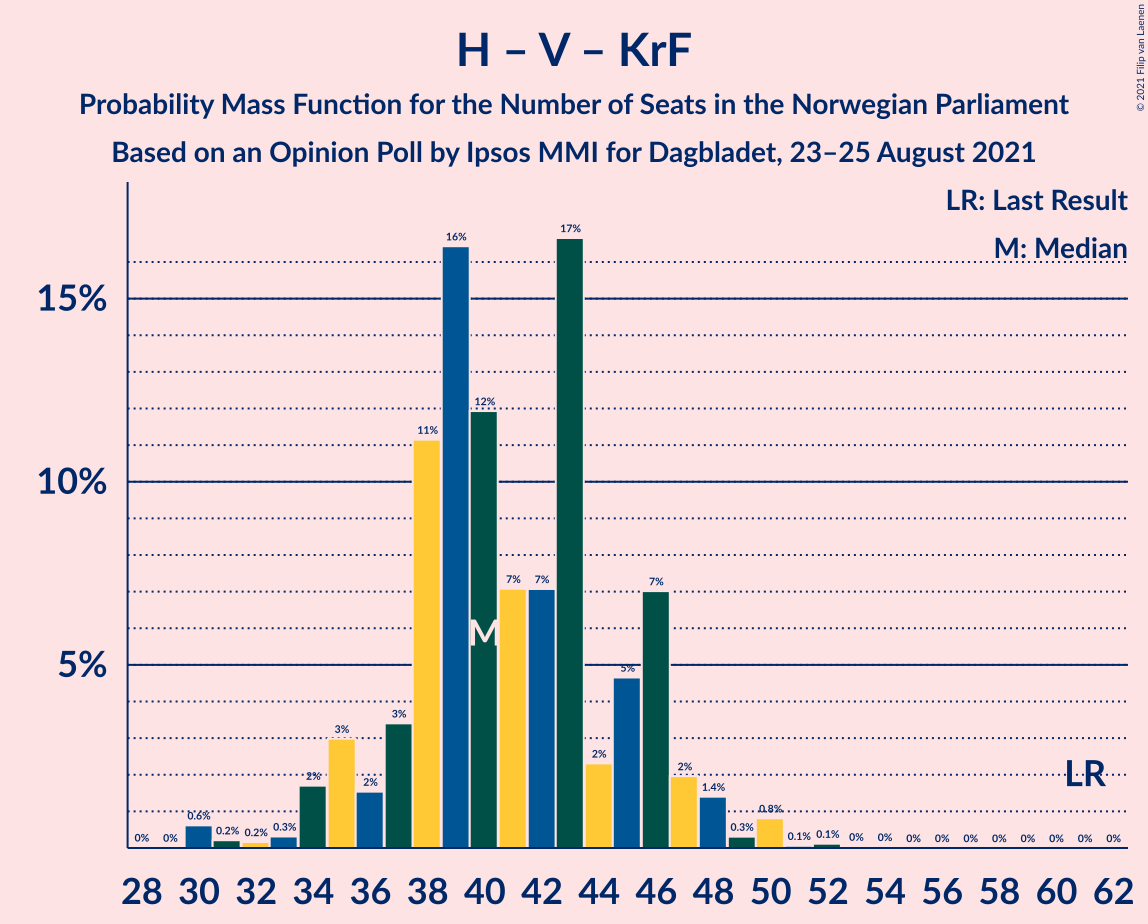 H – V – KrF
Probability Mass Function for the Number of Seats in the Norwegian Parliament
Based on an Opinion Poll by Ipsos MMI for Dagbladet, 23–25 August 2021
© 2021 Filip van Laenen
LR: Last Result
M: Median
15%
10%
5%
0% 0% 0.6% 0.2% 0.2% 0.3% 2% 3% 2% 3% 11% 16% 12% 7% 7% 17% 2% 5% 7% 2% 1.4% 0.3% 0.8% 0.1% 0.1% 0% 0% 0% 0% 0% 0% 0% 0% 0% 0%
M
LR
28 30 32 34 36 38 40 42 44 46 48 50 52 54 56 58 60 62